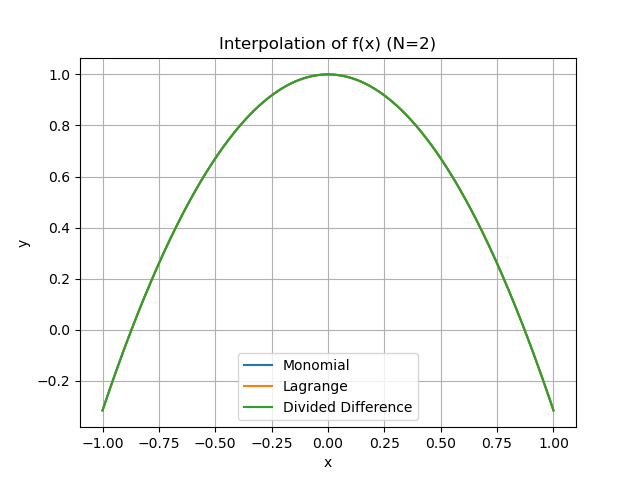 Interpolation of f(x) (N=2)
1.0
0.8
0.6
0.4
0.2
0.0
−0.2
y
Monomial
Lagrange
Divided Difference
−1.00 −0.75 −0.50 −0.25 0.00 0.25 0.50 0.75 1.00
x